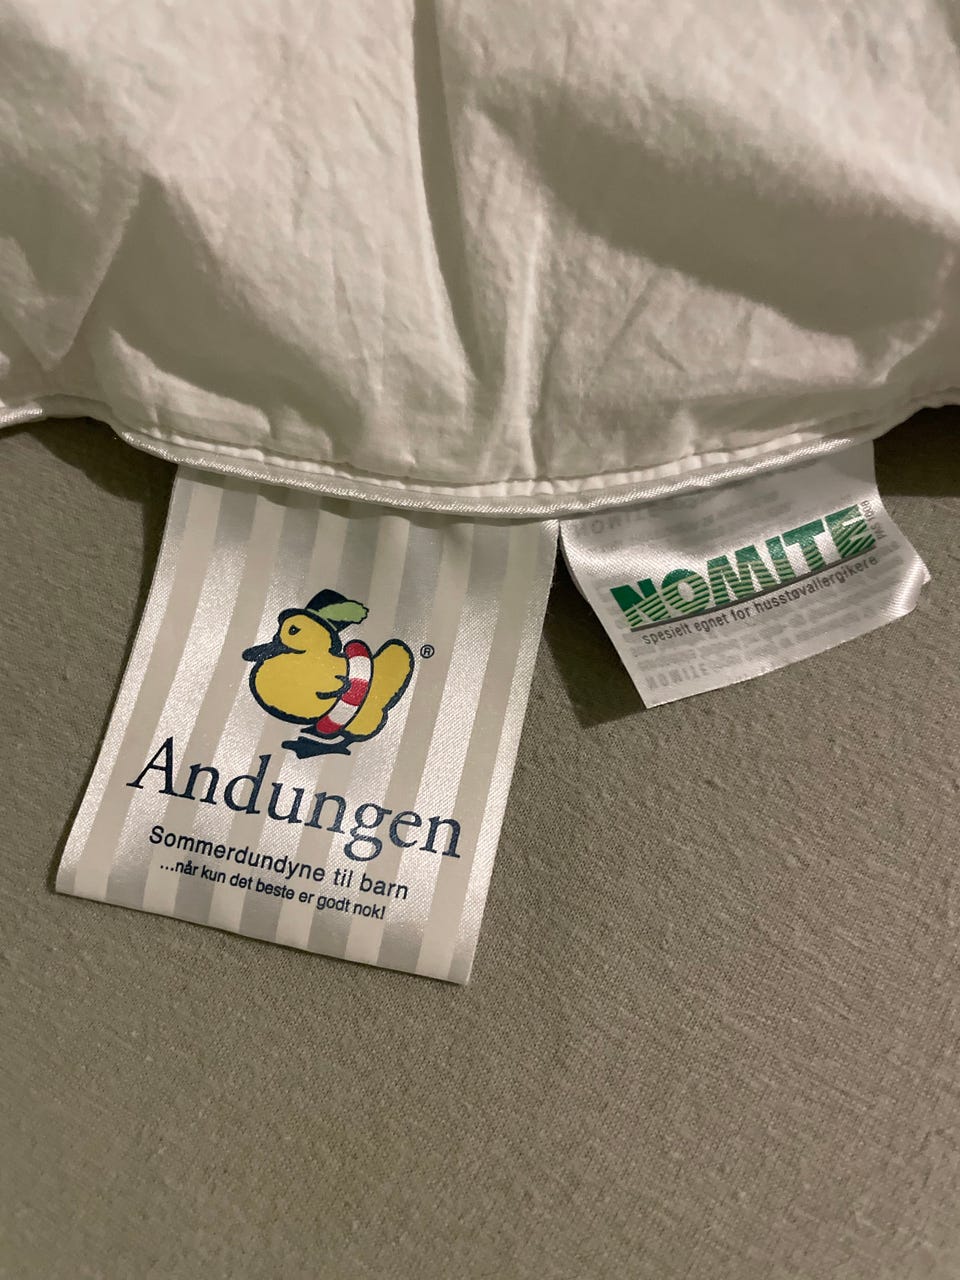 ®
Andungen
Sommerdundyne til barn
...når kun det beste er godt nok!
NOMITE
spesielt egnet for husstøvallergikere